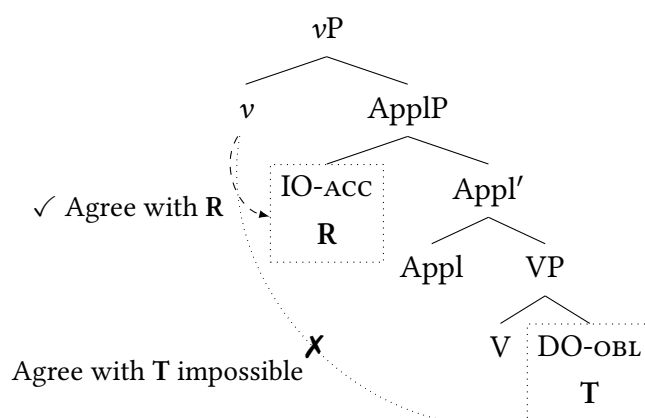 vP
v ApplP
IO-ACC Appl′
✓ Agree with R
R
Appl VP
V DO-OBL
✗
Agree with T impossible
T